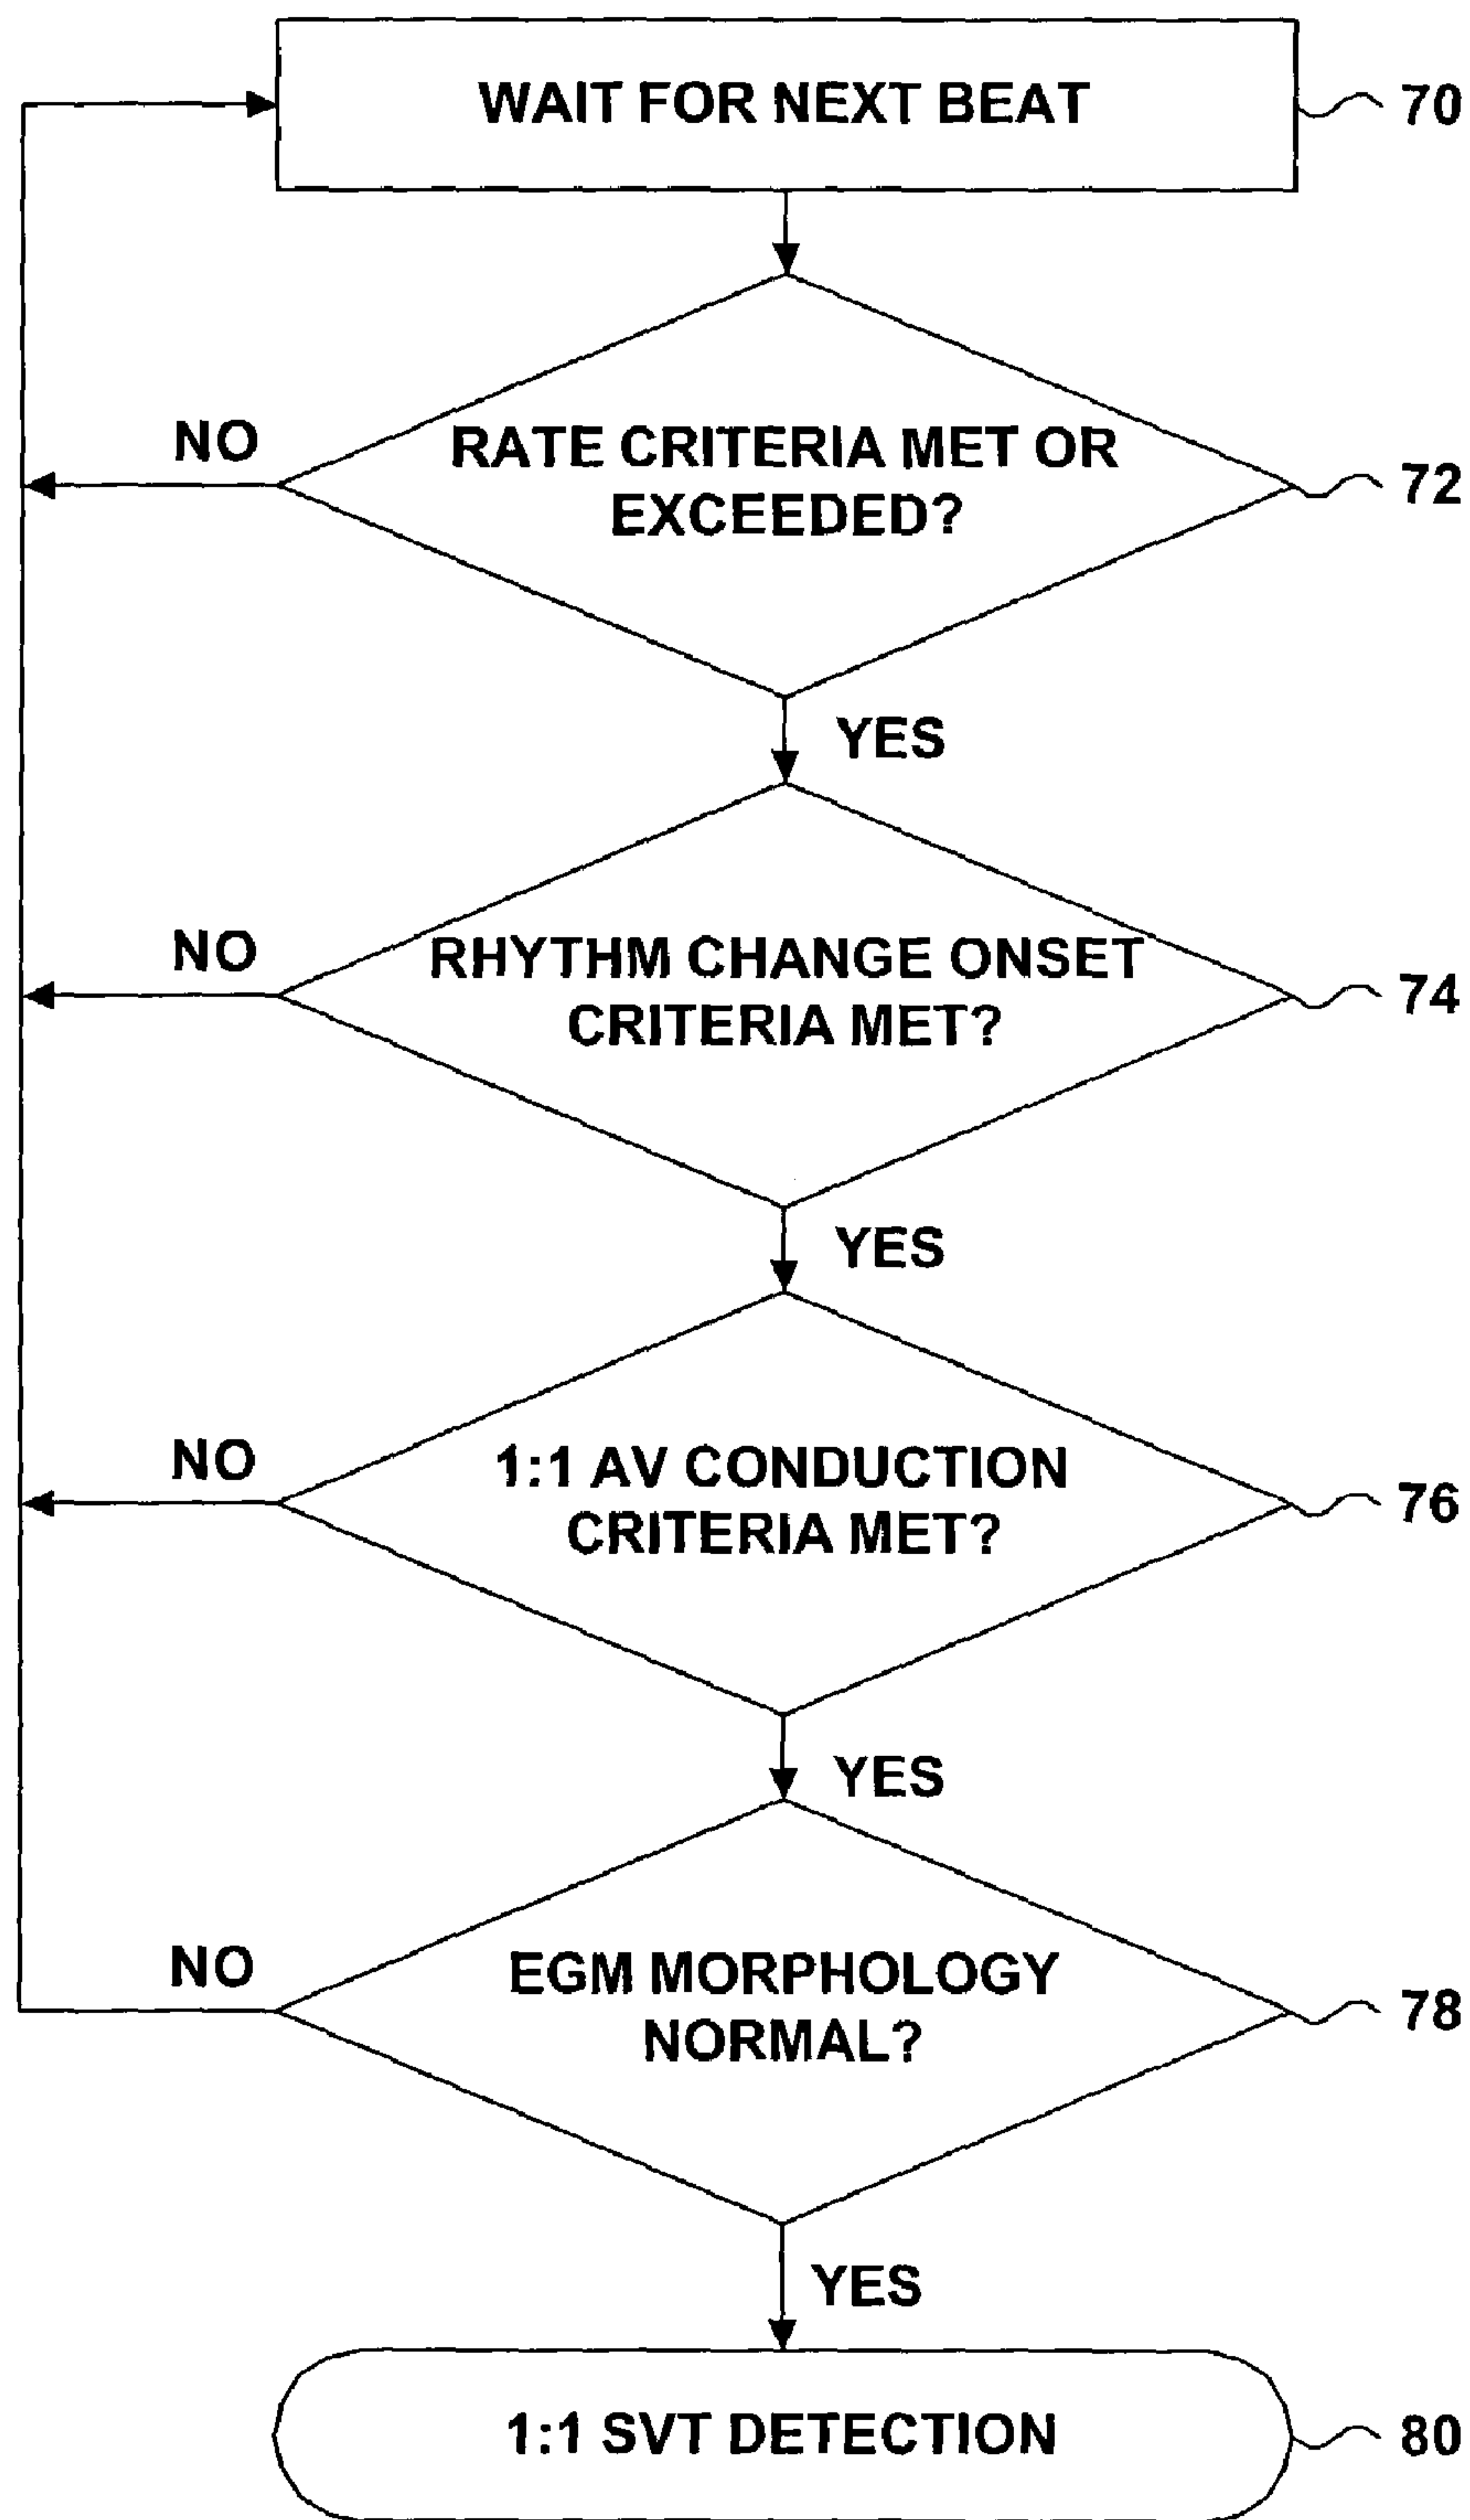 WAIT FOR NEXT BEAT
70
NO
RATE CRITERIA MET OR
EXCEEDED?
72
YES
NO
RHYTHM CHANGE ONSET
CRITERIA MET?
74
YES
NO
1:1 AV CONDUCTION
CRITERIA MET?
76
YES
NO
EGM MORPHOLOGY
NORMAL?
78
YES
1:1 SVT DETECTION
80